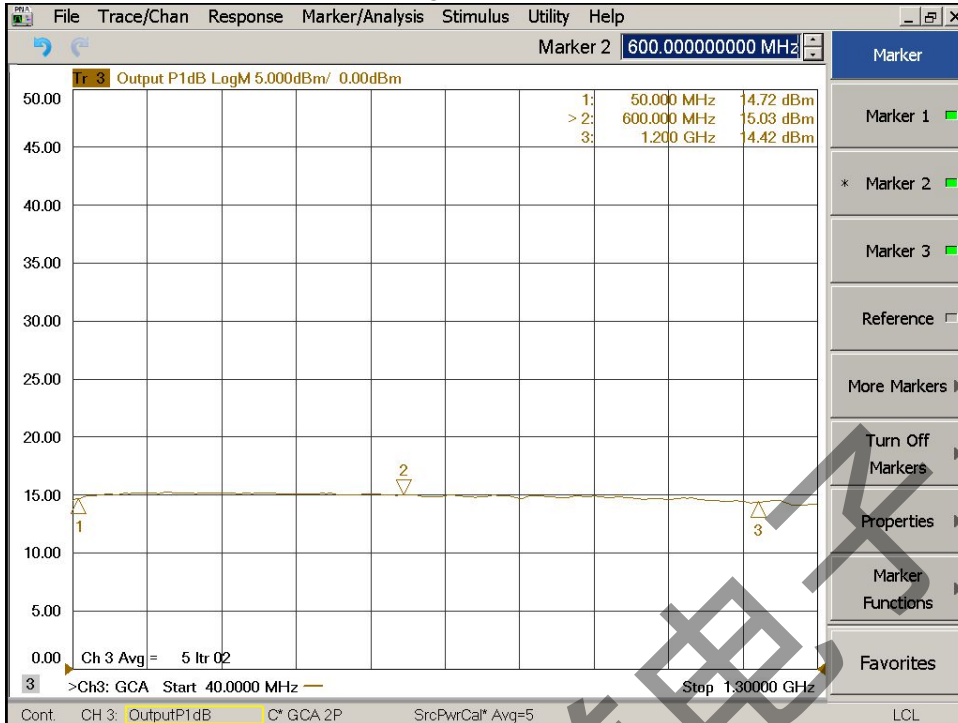 PNA
File Trace/Chan Response Marker/Analysis Stimulus Utility Help
Marker 2 600.000000000 MHz
Tr 3 Output P1dB LogM 5.000dBm/ 0.00dBm
1: 50.000 MHz 14.72 dBm
> 2: 600.000 MHz 15.03 dBm
3: 1.200 GHz 14.42 dBm
50.00
45.00
40.00
35.00
30.00
25.00
20.00
15.00
10.00
5.00
0.00
1
2
3
Ch 3 Avg = 5 Itr 02
3 >Ch3: GCA Start 40.0000 MHz — Stop 1.30000 GHz
Cont. CH 3: OutputP1dB C* GCA 2P SrcPwrCal* Avg=5 LCL
Marker
Marker 1
* Marker 2
Marker 3
Reference
More Markers
Turn Off
Markers
Properties
Marker
Functions
Favorites
电子